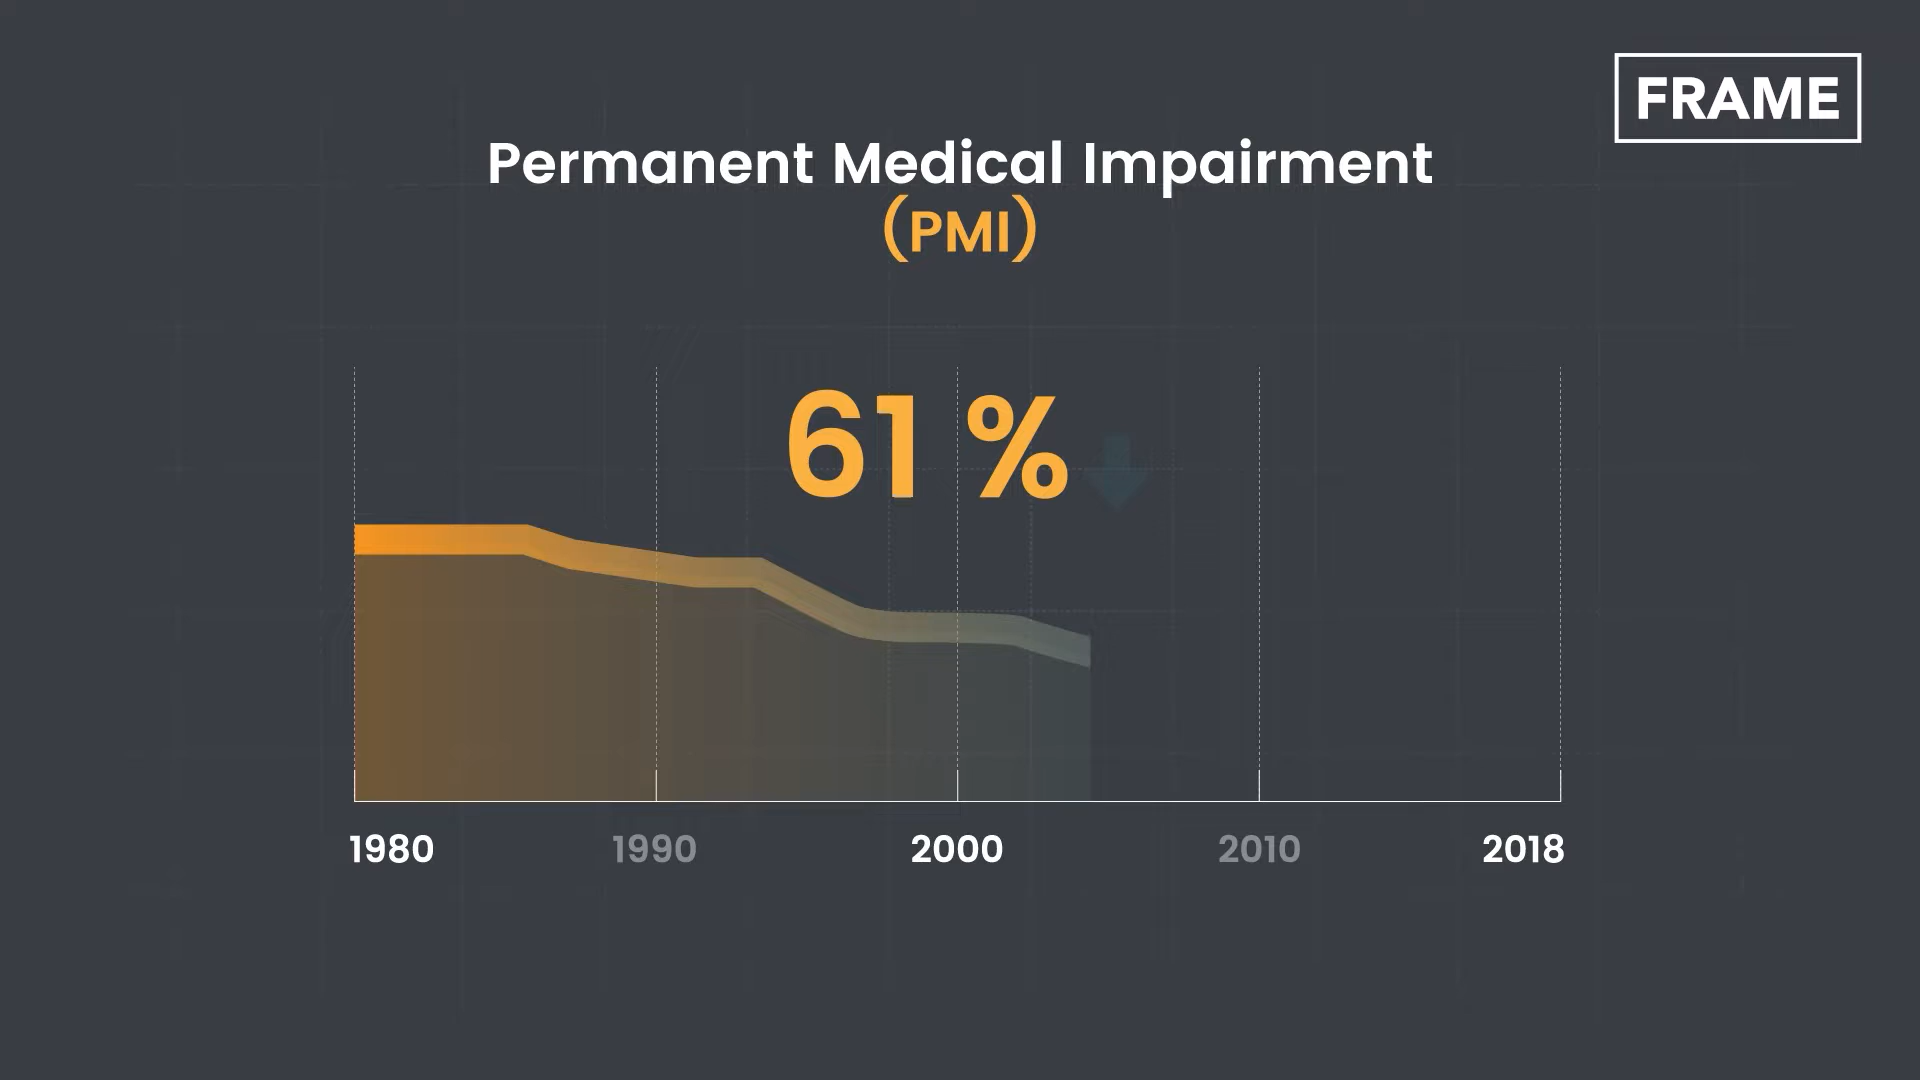 FRAME
Permanent Medical Impairment
(PMI)
61 %
1980 1990 2000 2010 2018